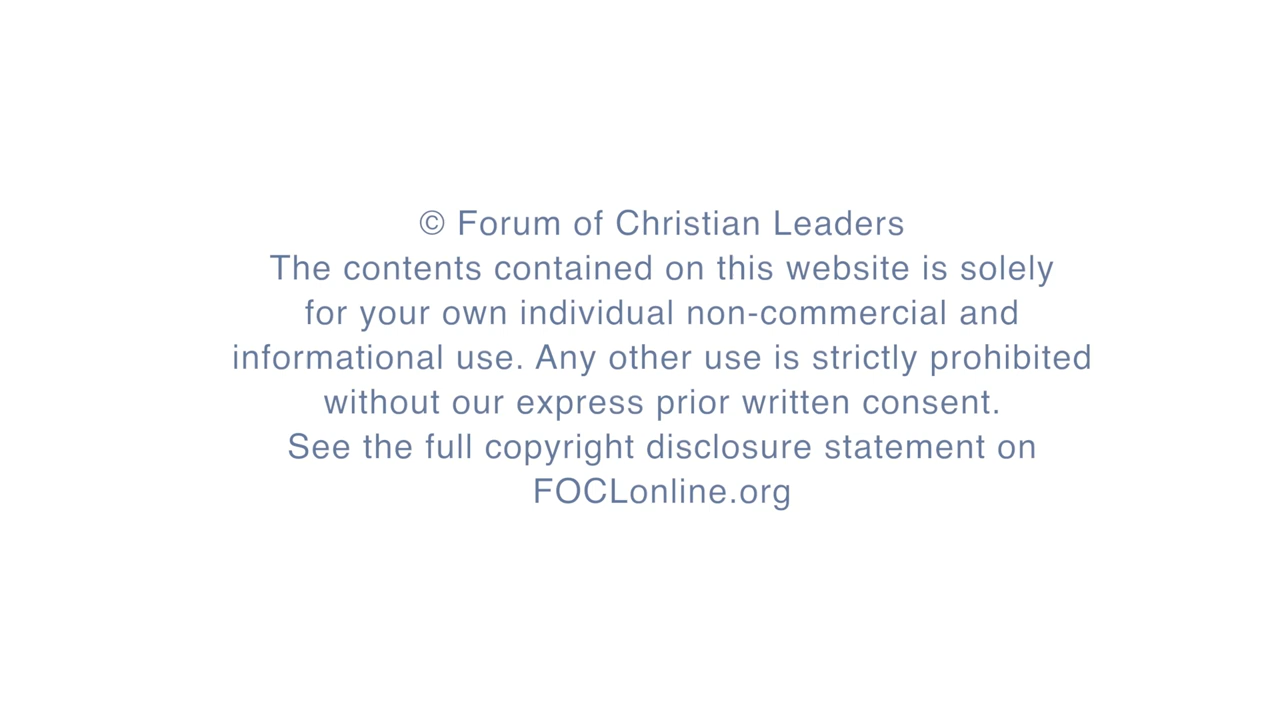 © Forum of Christian Leaders
The contents contained on this website is solely
for your own individual non-commercial and
informational use. Any other use is strictly prohibited
without our express prior written consent.
See the full copyright disclosure statement on
FOCLonline.org